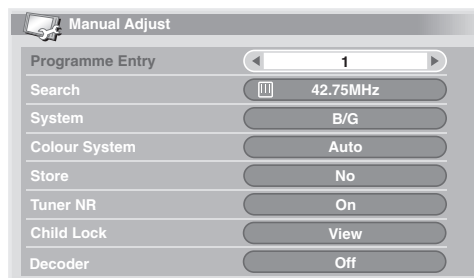 Manual Adjust
Programme Entry 1
Search 42.75MHz
System B/G
Colour System Auto
Store No
Tuner NR On
Child Lock View
Decoder Off